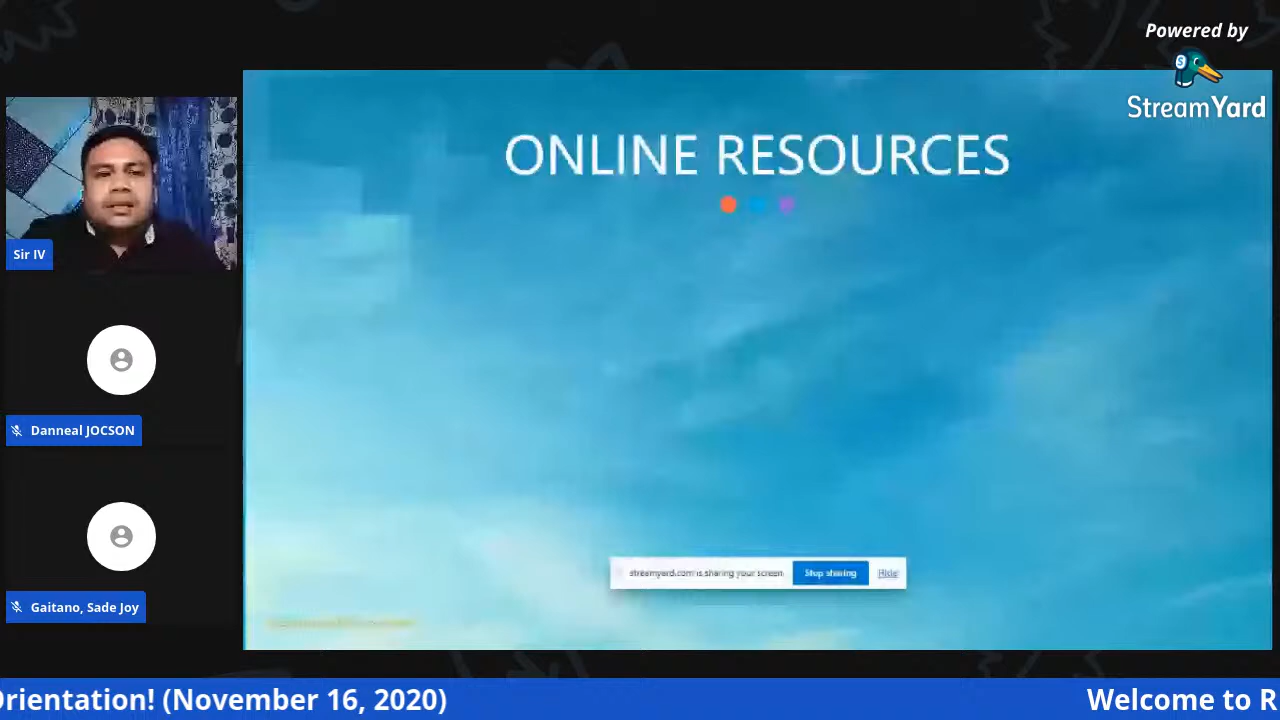 Powered by
StreamYard
ONLINE RESOURCES
Sir IV
Danneal JOCSON
streamyard.com is sharing your screen Stop sharing Hide
Gaitano, Sade Joy
Orientation! (November 16, 2020) Welcome to R